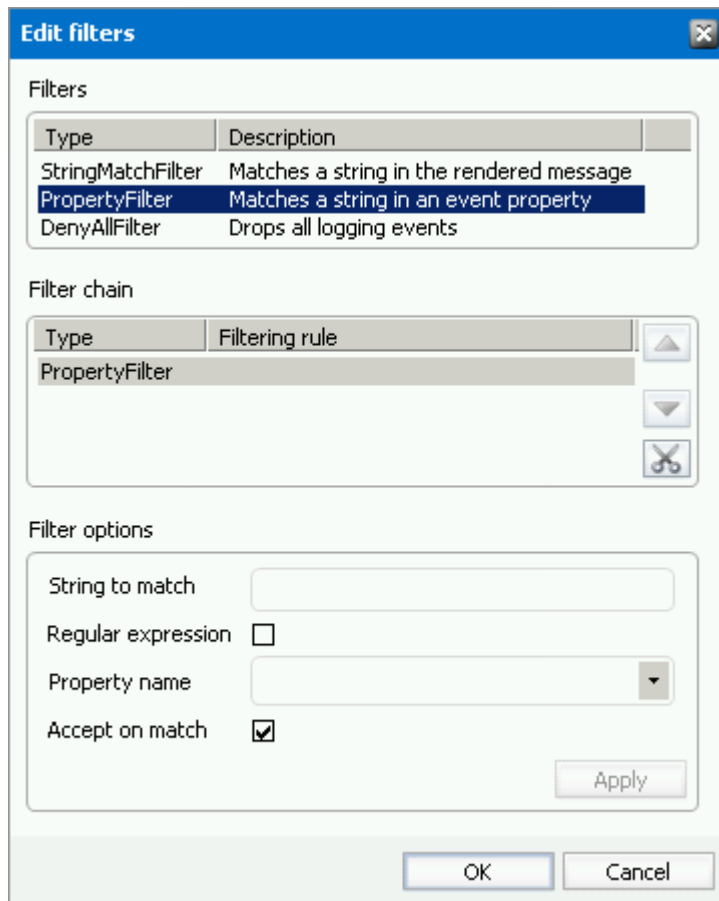 Edit filters
Filters
Type Description
StringMatchFilter Matches a string in the rendered message
PropertyFilter Matches a string in an event property
DenyAllFilter Drops all logging events
Filter chain
Type Filtering rule
PropertyFilter
Filter options
String to match
Regular expression
Property name
Accept on match
Apply
OK Cancel